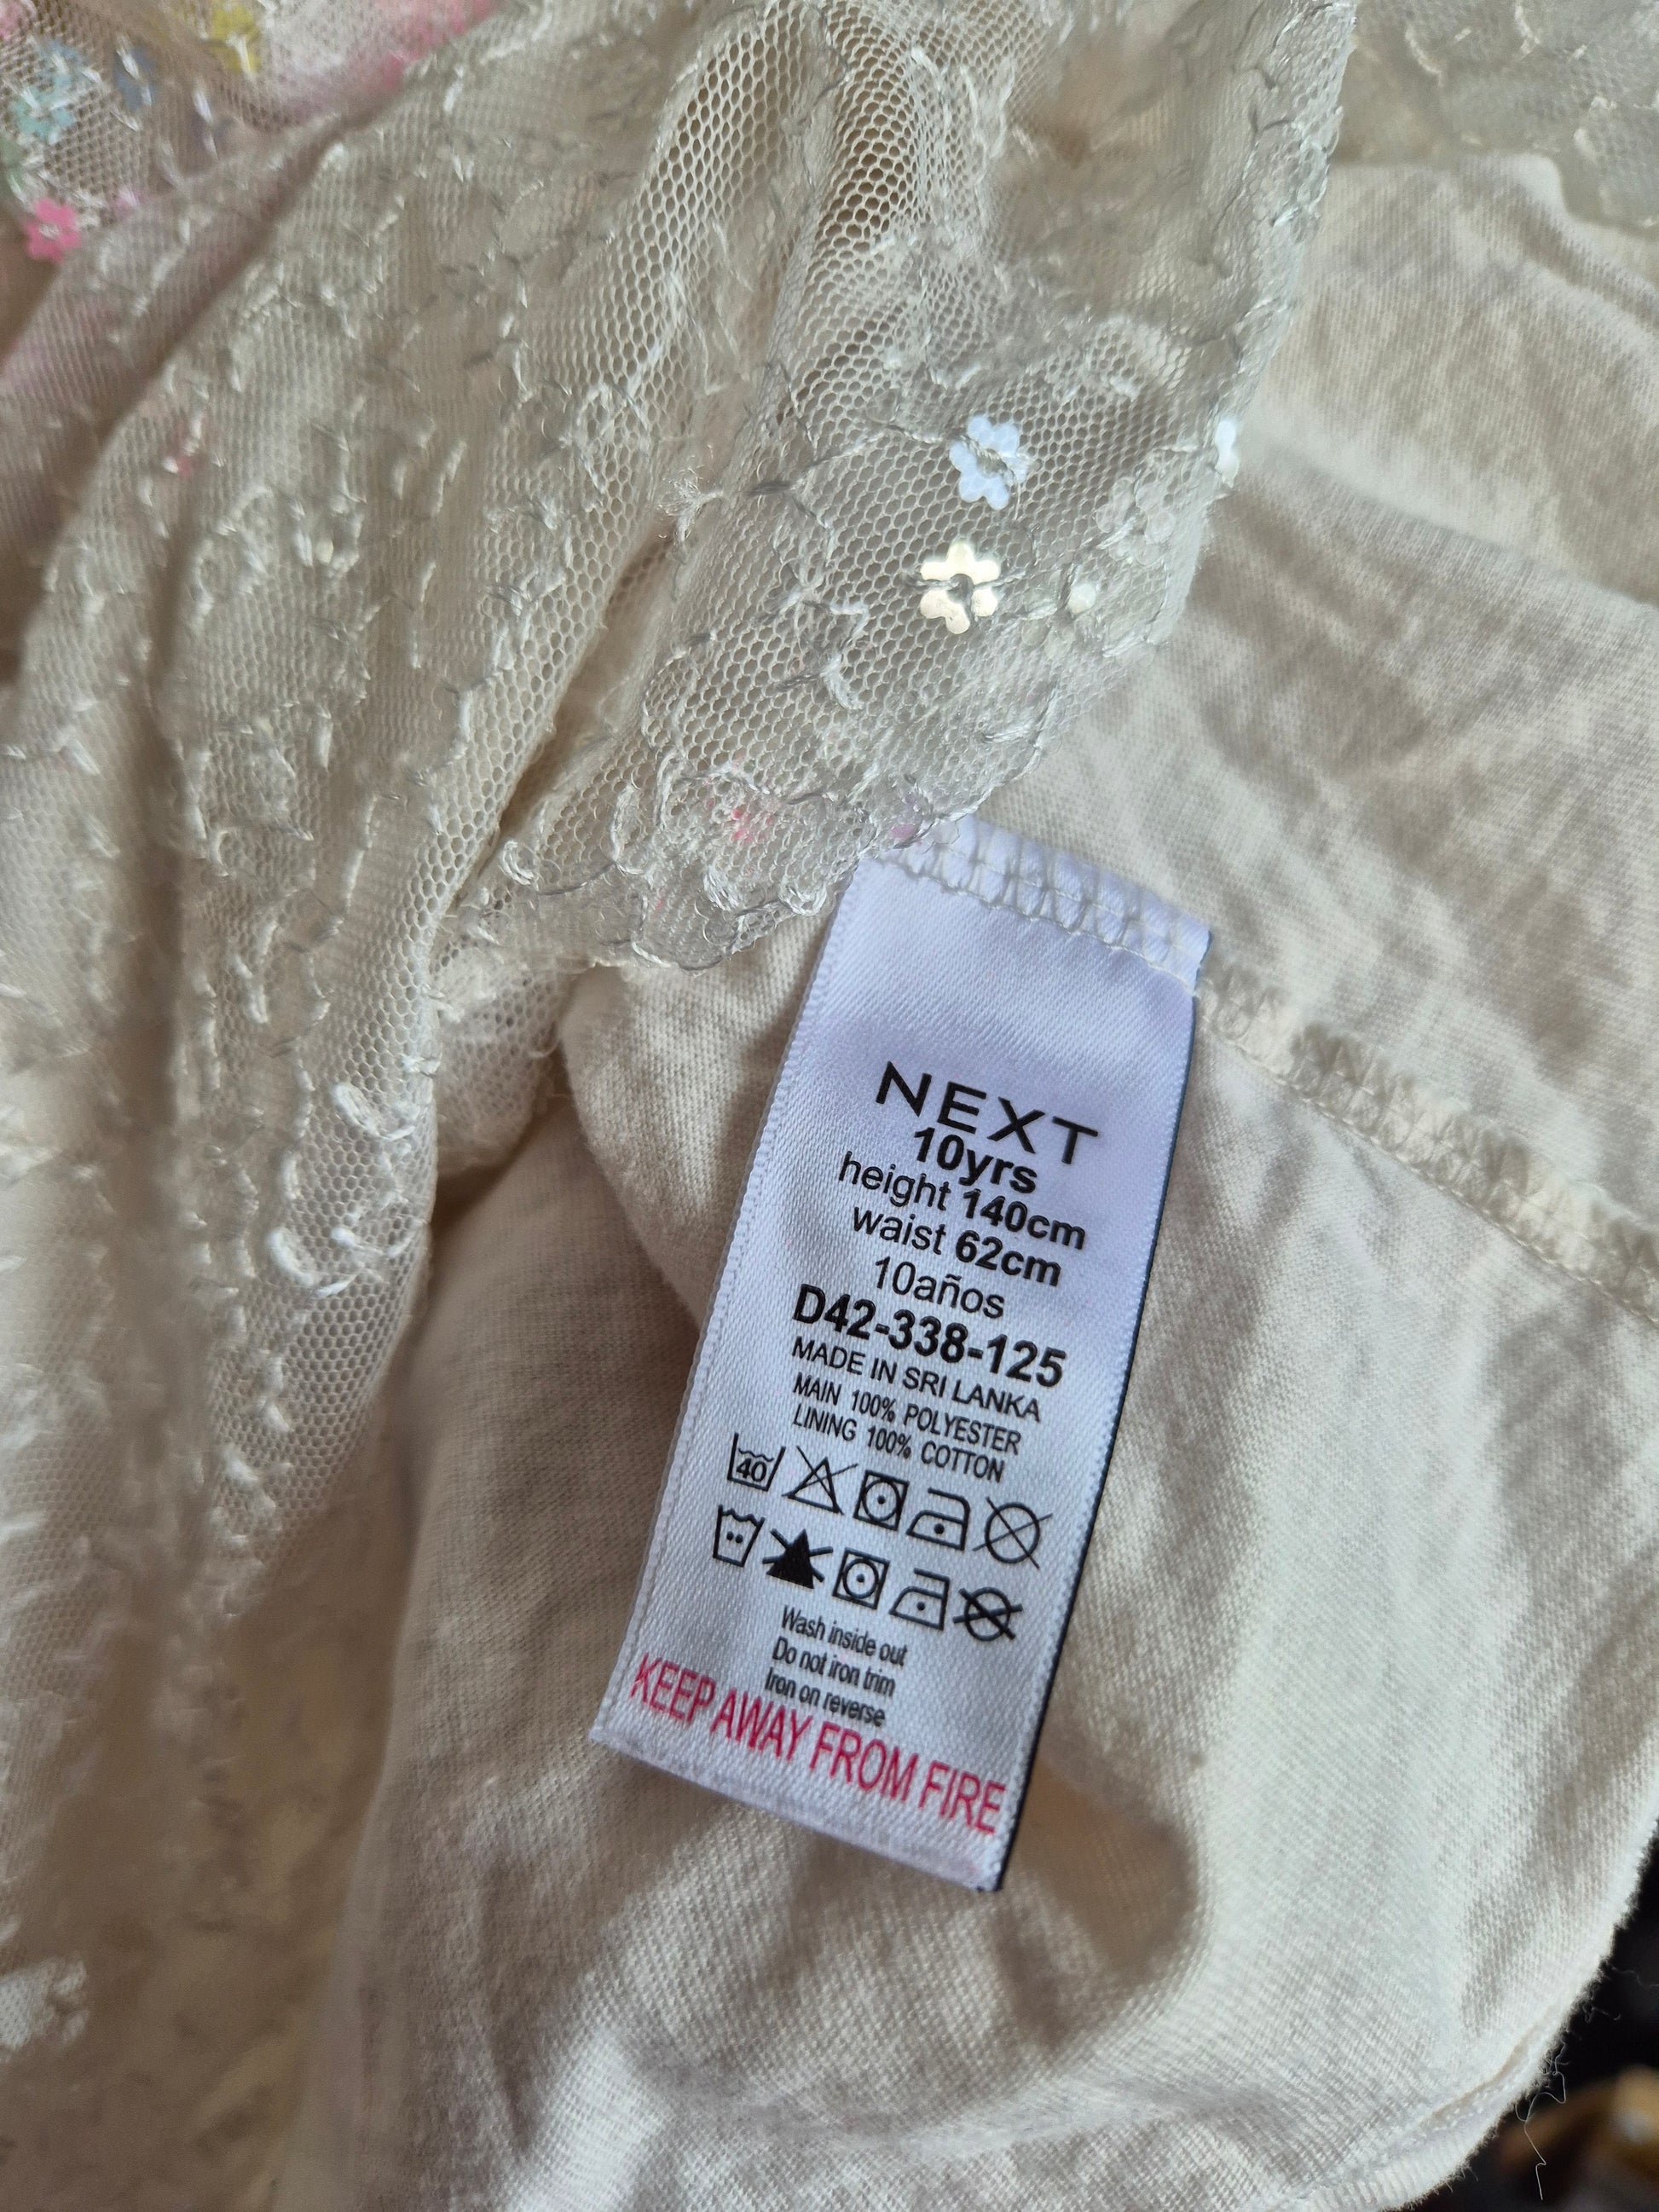 NEXT
10yrs
height 140cm
waist 62cm
10años
D42-338-125
MADE IN SRI LANKA
MAIN 100% POLYESTER
LINING 100% COTTON
40
Wash inside out
Do not iron trim
Iron on reverse
KEEP AWAY FROM FIRE